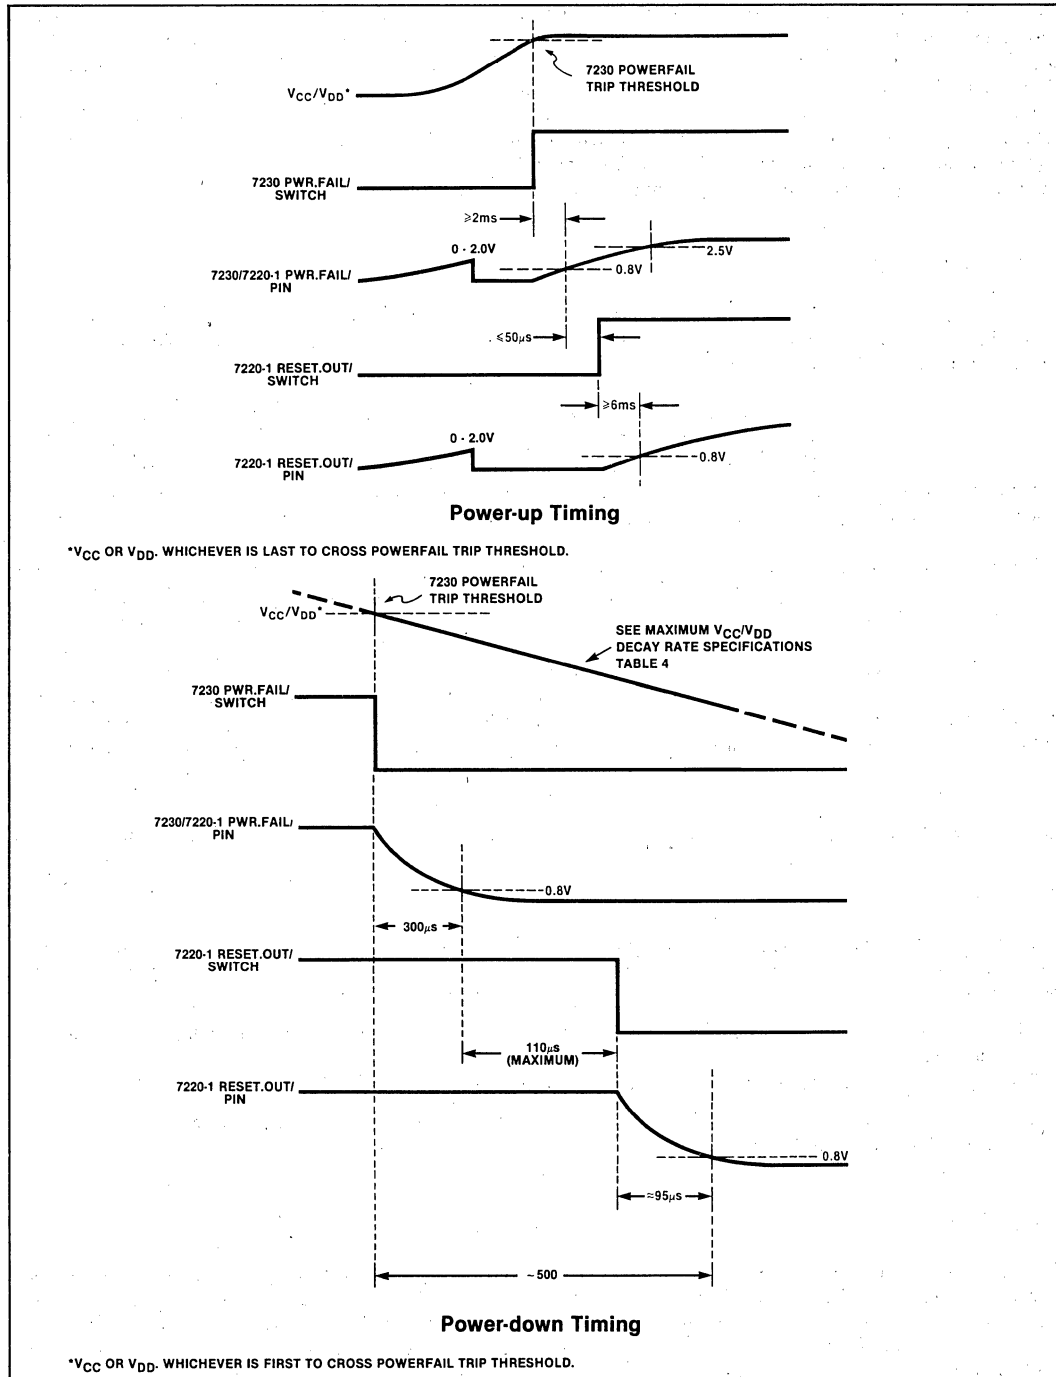 7230 POWERFAIL
TRIP THRESHOLD
VCC/VDD*
7230 PWR.FAIL/
SWITCH
≥2ms
0 - 2.0V
2.5V
7230/7220-1 PWR.FAIL/
PIN
0.8V
≤50μs
7220-1 RESET.OUT/
SWITCH
≥6ms
0 - 2.0V
7220-1 RESET.OUT/
PIN
0.8V
Power-up Timing
*VCC OR VDD. WHICHEVER IS LAST TO CROSS POWERFAIL TRIP THRESHOLD.
7230 POWERFAIL
TRIP THRESHOLD
VCC/VDD*
SEE MAXIMUM VCC/VDD
DECAY RATE SPECIFICATIONS
TABLE 4
7230 PWR.FAIL/
SWITCH
7230/7220-1 PWR.FAIL/
PIN
0.8V
300μs
7220-1 RESET.OUT/
SWITCH
110μs
(MAXIMUM)
7220-1 RESET.OUT/
PIN
0.8V
≈95μs
~500
Power-down Timing
*VCC OR VDD. WHICHEVER IS FIRST TO CROSS POWERFAIL TRIP THRESHOLD.